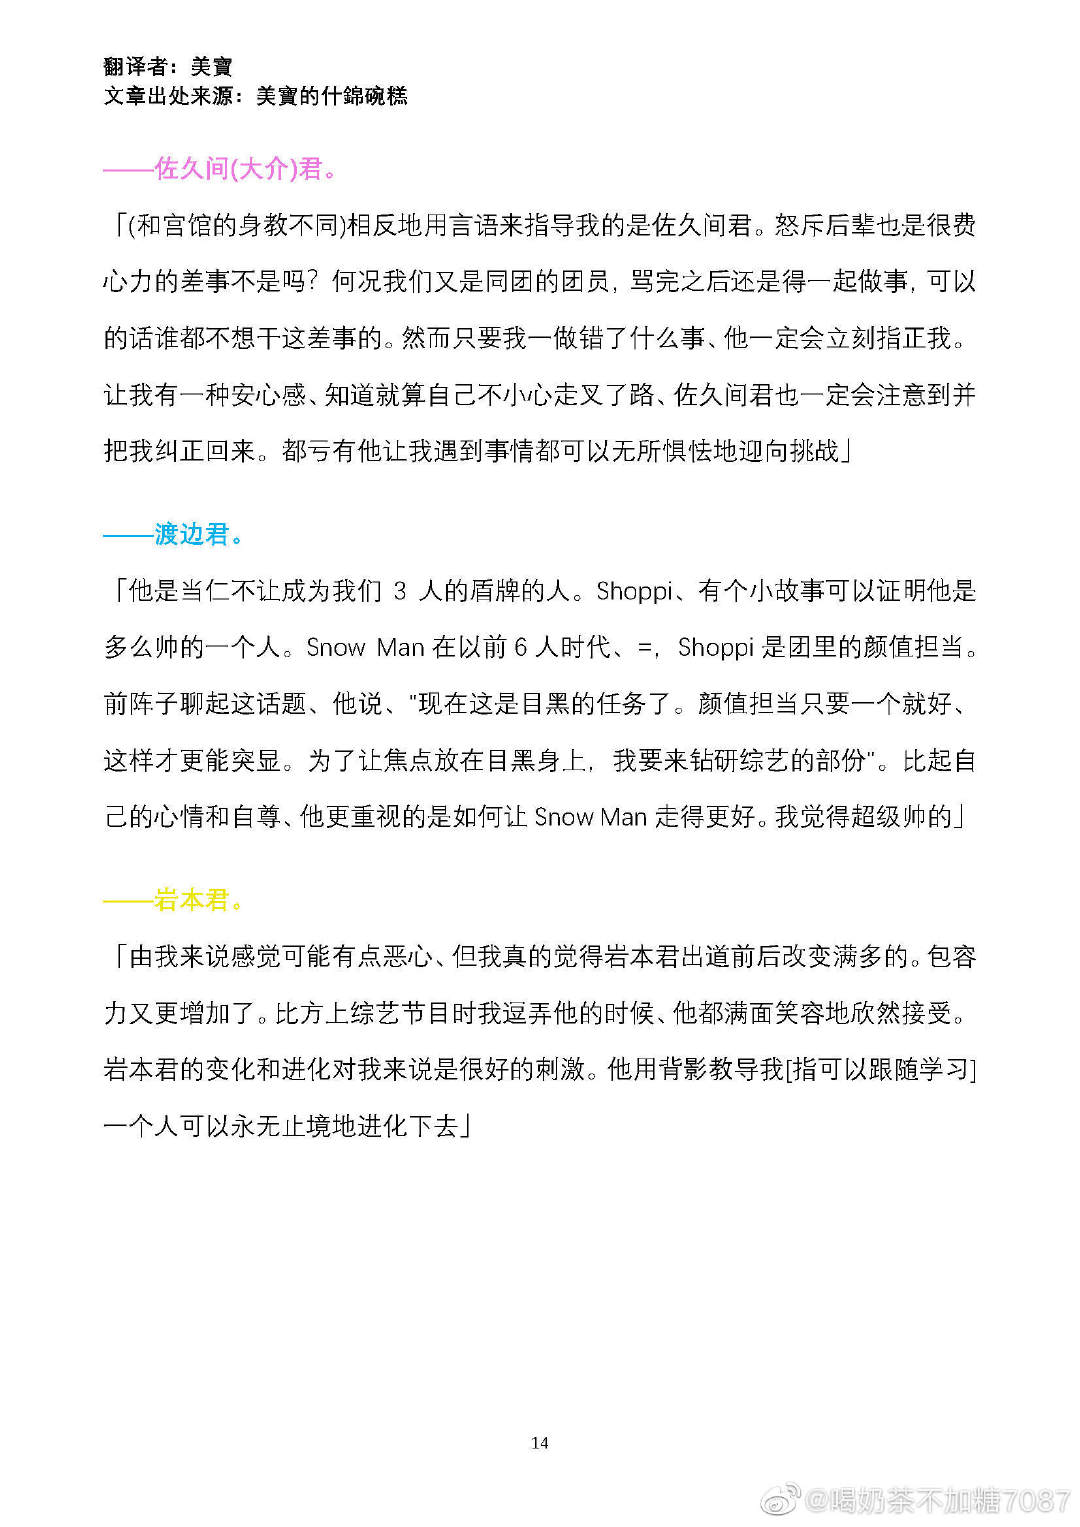 翻译者：美寶
文章出处来源：美寶的什錦碗糕
——佐久间(大介)君。
「(和宫馆的身教不同)相反地用言语来指导我的是佐久间君。怒斥后辈也是很费
心力的差事不是吗？何况我们又是同团的团员，骂完之后还是得一起做事，可以
的话谁都不想干这差事的。然而只要我一做错了什么事、他一定会立刻指正我。
让我有一种安心感、知道就算自己不小心走叉了路、佐久间君也一定会注意到并
把我纠正回来。都亏有他让我遇到事情都可以无所惧怯地迎向挑战」
——渡边君。
「他是当仁不让成为我们 3 人的盾牌的人。Shoppi、有个小故事可以证明他是
多么帅的一个人。Snow Man 在以前 6 人时代、=，Shoppi 是团里的颜值担当。
前阵子聊起这话题、他说、"现在这是目黑的任务了。颜值担当只要一个就好、
这样才更能突显。为了让焦点放在目黑身上，我要来钻研综艺的部份"。比起自
己的心情和自尊、他更重视的是如何让 Snow Man 走得更好。我觉得超级帅的」
——岩本君。
「由我来说感觉可能有点恶心、但我真的觉得岩本君出道前后改变满多的。包容
力又更增加了。比方上综艺节目时我逗弄他的时候、他都满面笑容地欣然接受。
岩本君的变化和进化对我来说是很好的刺激。他用背影教导我[指可以跟随学习]
一个人可以永无止境地进化下去」
14
@喝奶茶不加糖7087